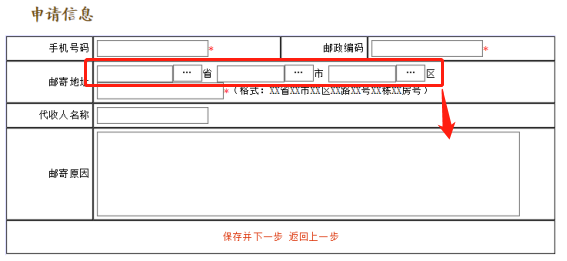 申请信息
手机号码 * 邮政编码 *
邮寄地址 ... 省 ... 市 ... 区
*(格式：XX省XX市XX区XX路XX号XX栋XX房号)
代收人名称
邮寄原因
保存并下一步 返回上一步